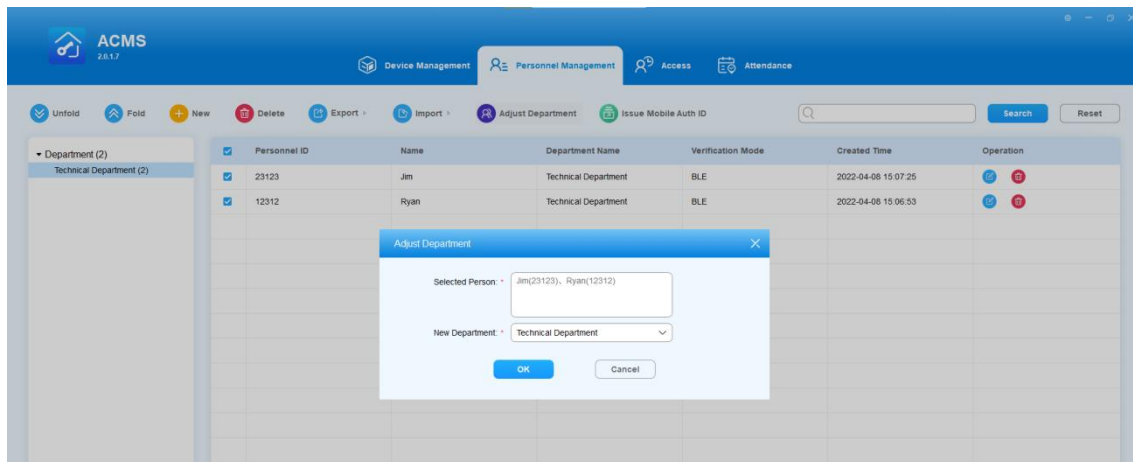 ACMS
2.0.1.7
Device Management Personnel Management Access Attendance
Unfold Fold New Delete Export Import Adjust Department Issue Mobile Auth ID Search Reset
Department (2)
Technical Department (2)
Personnel ID Name Department Name Verification Mode Created Time Operation
23123 Jim Technical Department BLE 2022-04-08 15:07:25
12312 Ryan Technical Department BLE 2022-04-08 15:06:53
Adjust Department
Selected Person: * Jim(23123)、Ryan(12312)
New Department: * Technical Department
OK Cancel